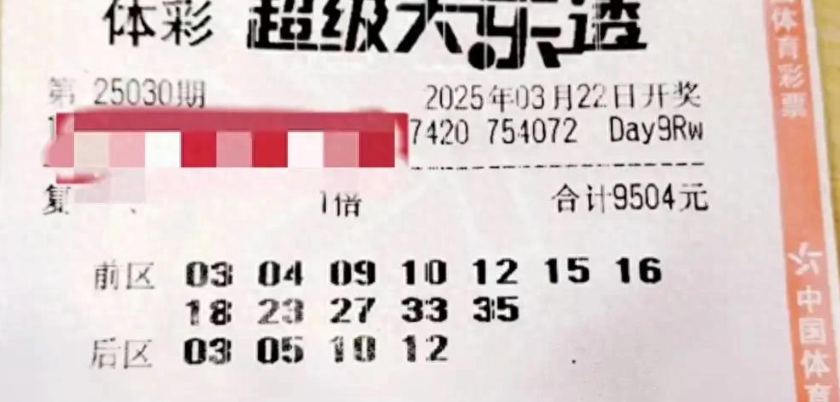 体彩 超级大乐透
第 25030期 2025年03月22日开奖
7420 754072 Day9Rw
复 1倍 合计9504元
前区 03 04 09 10 12 15 16
18 23 27 33 35
后区 03 05 10 12
体育彩票
中国体育